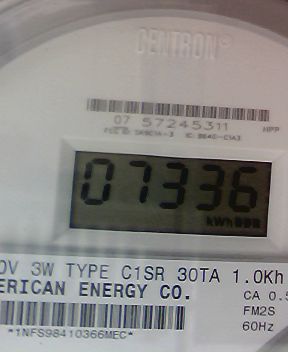 CENTRON®
07 57245311
07336
kWh
0V 3W TYPE C1SR 30TA 1.0Kh
ERICAN ENERGY CO.
CA 0.5
FM2S
60Hz
*1NFS98410366MEC*